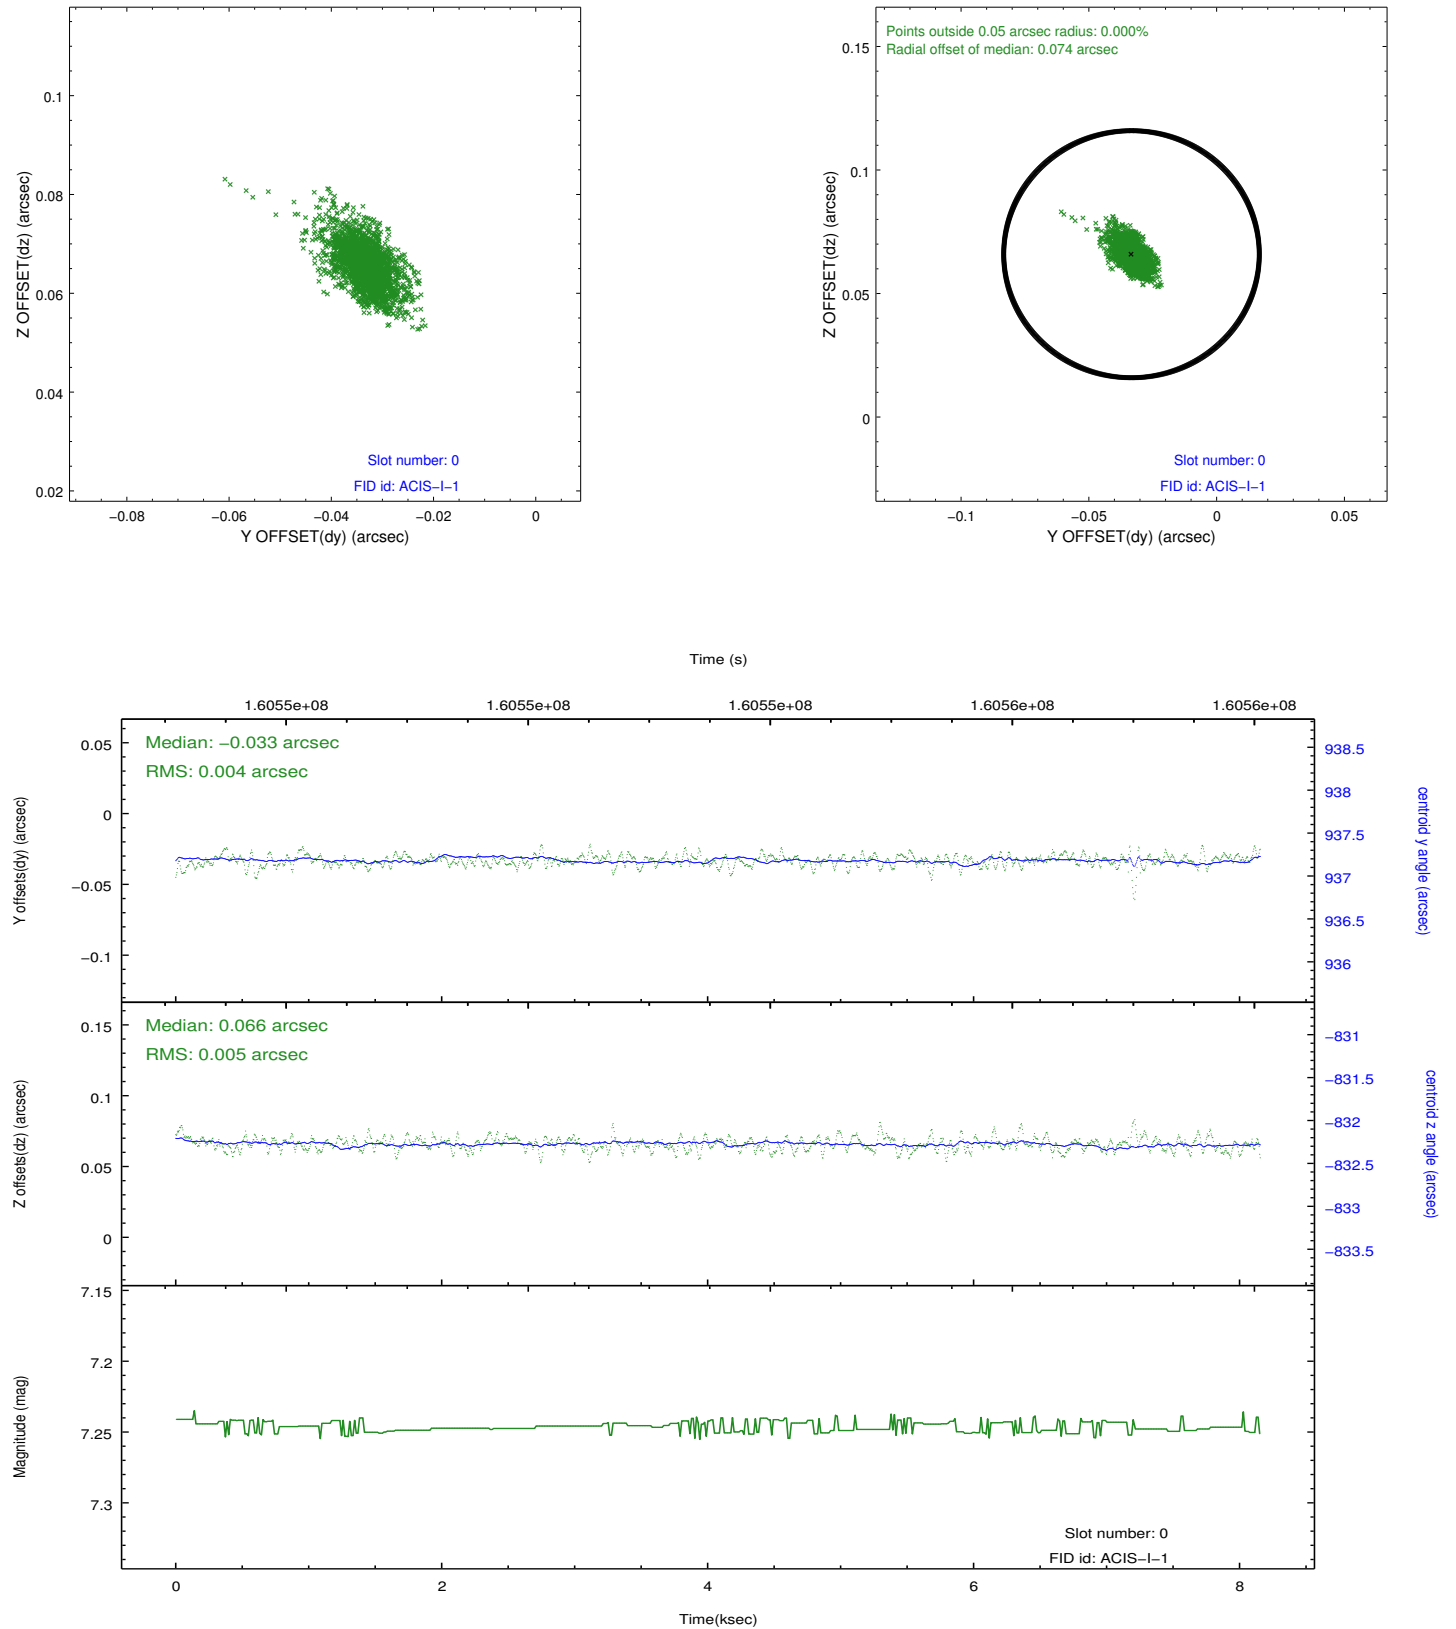 0.1
0.08
0.06
0.04
0.02
Z OFFSET(dz) (arcsec)
−0.08
−0.06
−0.04
−0.02
0
Y OFFSET(dy) (arcsec)
Slot number: 0
FID id: ACIS−I−1
Points outside 0.05 arcsec radius: 0.000%
Radial offset of median: 0.074 arcsec
0.15
0.1
0.05
0
Z OFFSET(dz) (arcsec)
−0.1
−0.05
0
0.05
Y OFFSET(dy) (arcsec)
Slot number: 0
FID id: ACIS−I−1
Time (s)
1.6055e+08
1.6055e+08
1.6055e+08
1.6056e+08
1.6056e+08
Median: −0.033 arcsec
RMS: 0.004 arcsec
0.05
0
−0.05
−0.1
Y offsets(dy) (arcsec)
938.5
938
937.5
937
936.5
936
centroid y angle (arcsec)
Median: 0.066 arcsec
RMS: 0.005 arcsec
0.15
0.1
0.05
0
Z offsets(dz) (arcsec)
−831
−831.5
−832
−832.5
−833
−833.5
centroid z angle (arcsec)
7.15
7.2
7.25
7.3
Magnitude (mag)
Slot number: 0
FID id: ACIS−I−1
0
2
4
6
8
Time(ksec)